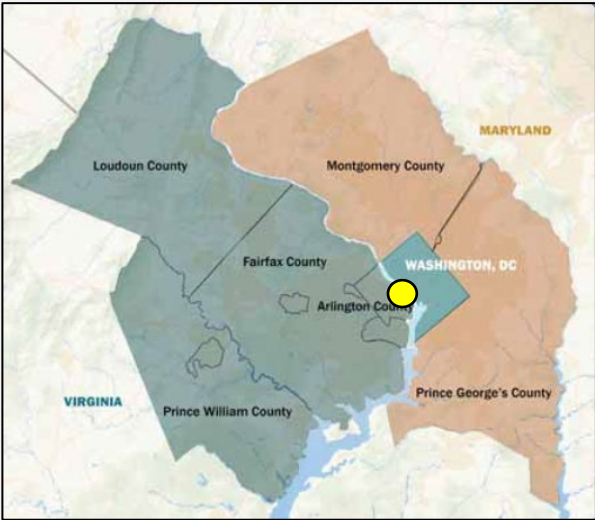 MARYLAND
Loudoun County
Montgomery County
Fairfax County
WASHINGTON, DC
Arlington County
Prince George's County
VIRGINIA
Prince William County